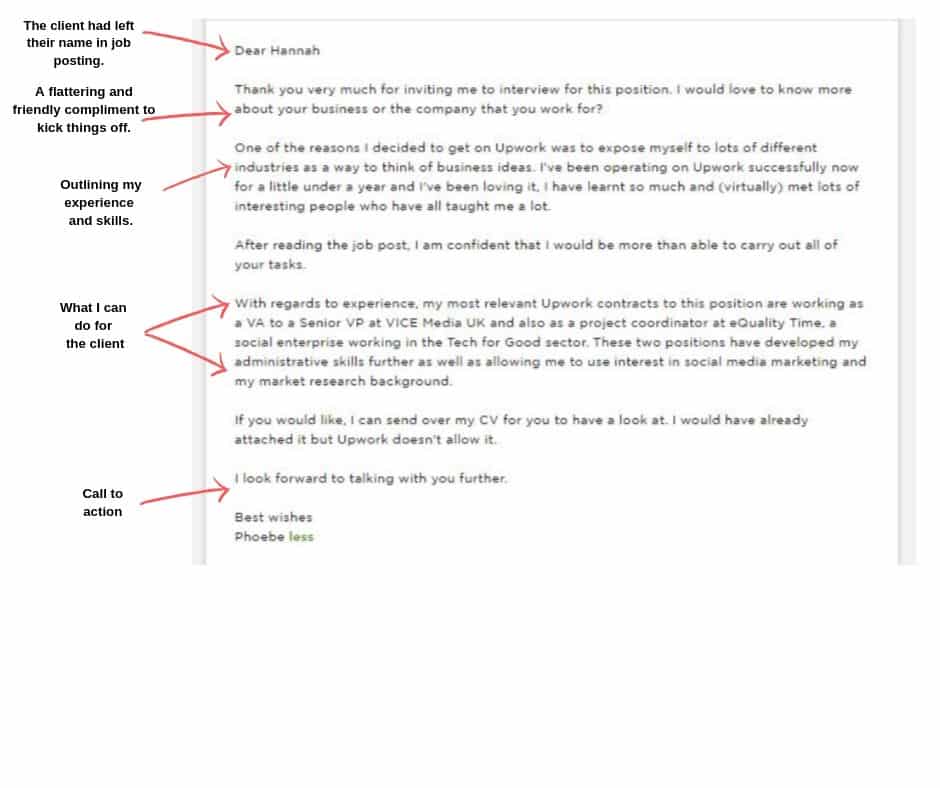 The client had left
their name in job
posting.
A flattering and
friendly compliment to
kick things off.
Outlining my
experience
and skills.
What I can
do for
the client
Call to
action
Dear Hannah
Thank you very much for inviting me to interview for this position. I would love to know more
about your business or the company that you work for?
One of the reasons I decided to get on Upwork was to expose myself to lots of different
industries as a way to think of business ideas. I've been operating on Upwork successfully now
for a little under a year and I've been loving it, I have learnt so much and (virtually) met lots of
interesting people who have all taught me a lot.
After reading the job post, I am confident that I would be more than able to carry out all of
your tasks.
With regards to experience, my most relevant Upwork contracts to this position are working as
a VA to a Senior VP at VICE Media UK and also as a project coordinator at eQuality Time, a
social enterprise working in the Tech for Good sector. These two positions have developed my
administrative skills further as well as allowing me to use interest in social media marketing and
my market research background.
If you would like, I can send over my CV for you to have a look at. I would have already
attached it but Upwork doesn't allow it.
I look forward to talking with you further.
Best wishes
Phoebe less